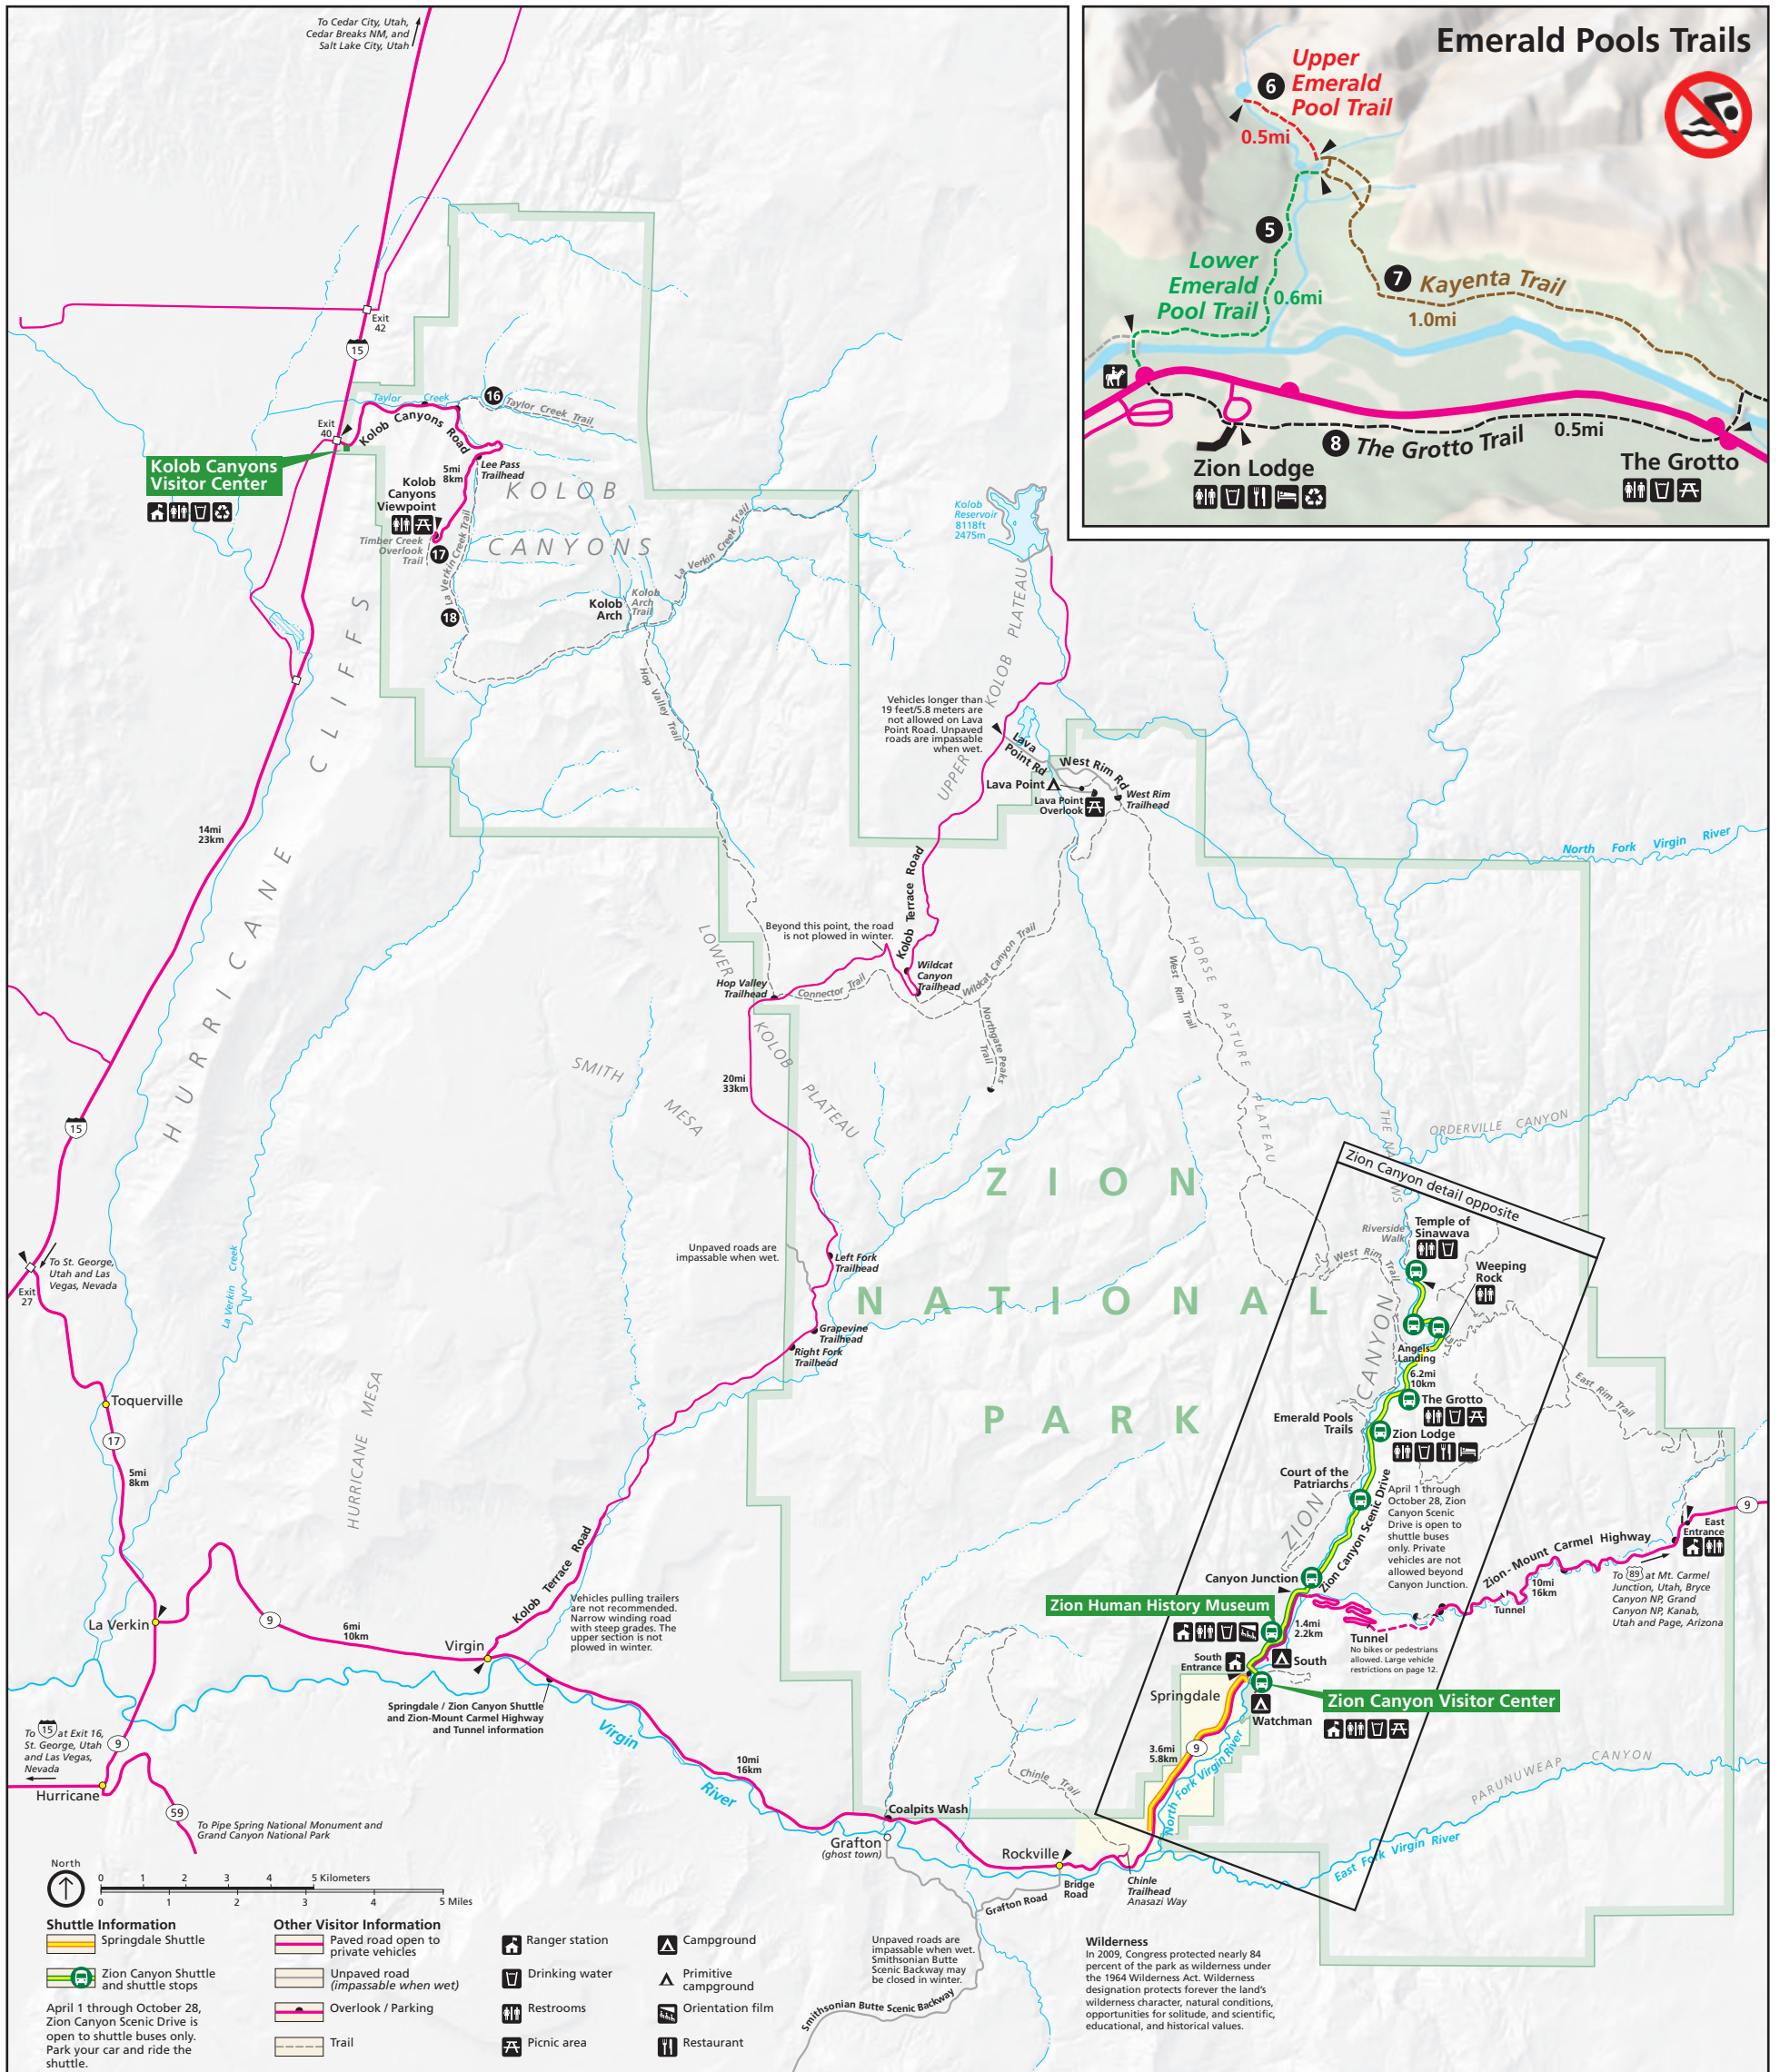 To Cedar City, Utah,
Cedar Breaks NM, and
Salt Lake City, Utah
Emerald Pools Trails
6
Upper
Emerald
Pool Trail
0.5mi
5
Lower
Emerald
Pool Trail
0.6mi
7
Kayenta Trail
1.0mi
8
The Grotto Trail
0.5mi
Zion Lodge
The Grotto
Exit
42
15
Taylor Creek
16
Taylor Creek Trail
Exit
40
Kolob Canyons Road
Kolob Canyons
Visitor Center
5mi
8km
Lee Pass
Trailhead
Kolob
Canyons
Viewpoint
KOLOB
CANYONS
Timber Creek
Overlook
Trail
17
La Verkin Creek Trail
18
La Verkin Creek Trail
Kolob
Arch
Kolob
Arch
Trail
Hop Valley Trail
Kolob
Reservoir
8118ft
2475m
UPPER KOLOB PLATEAU
Vehicles longer than
19 feet/5.8 meters are
not allowed on Lava
Point Road. Unpaved
roads are impassable
when wet.
Lava
Point Rd
West Rim Rd
Lava Point
Lava Point
Overlook
West Rim
Trailhead
HURRICANE CLIFFS
14mi
23km
North Fork Virgin River
Kolob Terrace Road
Beyond this point, the road
is not plowed in winter.
Wildcat
Canyon
Trailhead
Wildcat Canyon Trail
Hop Valley
Trailhead
Connector Trail
Northgate Peaks
Trail
West Rim Trail
HORSE PASTURE PLATEAU
LOWER KOLOB PLATEAU
20mi
33km
SMITH
MESA
15
THE NARROWS
ORDERVILLE CANYON
Zion Canyon detail opposite
ZION
NATIONAL
PARK
Temple of
Sinawava
Riverside
Walk
West Rim Trail
Weeping
Rock
Unpaved roads are
impassable when wet.
Left Fork
Trailhead
Grapevine
Trailhead
Right Fork
Trailhead
To St. George,
Utah and Las
Vegas, Nevada
Exit
27
La Verkin Creek
Angels
Landing
6.2mi
10km
The Grotto
Emerald Pools
Trails
Zion Lodge
East Rim Trail
Court of the
Patriarchs
ZION CANYON
Zion Canyon Scenic Drive
April 1 through
October 28, Zion
Canyon Scenic
Drive is open to
shuttle buses
only. Private
vehicles are not
allowed beyond
Canyon Junction.
Toquerville
17
5mi
8km
HURRICANE MESA
9
East
Entrance
Zion-Mount Carmel Highway
10mi
16km
To 89 at Mt. Carmel
Junction, Utah, Bryce
Canyon NP, Grand
Canyon NP, Kanab,
Utah and Page, Arizona
Tunnel
Canyon Junction
Zion Human History Museum
1.4mi
2.2km
Tunnel
No bikes or pedestrians
allowed. Large vehicle
restrictions on page 12.
South
Entrance
South
Springdale
Zion Canyon Visitor Center
Watchman
Kolob Terrace Road
Vehicles pulling trailers
are not recommended.
Narrow winding road
with steep grades. The
upper section is not
plowed in winter.
La Verkin
9
6mi
10km
Virgin
Springdale / Zion Canyon Shuttle
and Zion-Mount Carmel Highway
and Tunnel information
Virgin River
10mi
16km
3.6mi
5.8km
9
North Fork Virgin River
Chinle Trail
PARUNUWEAP CANYON
East Fork Virgin River
To 15 at Exit 16,
St. George, Utah
and Las Vegas,
Nevada
9
Hurricane
59
To Pipe Spring National Monument and
Grand Canyon National Park
Coalpits Wash
Grafton
(ghost town)
Rockville
Bridge
Road
Grafton Road
Chinle
Trailhead
Anasazi Way
Unpaved roads are
impassable when wet.
Smithsonian Butte
Scenic Backway may
be closed in winter.
Smithsonian Butte Scenic Backway
Wilderness
In 2009, Congress protected nearly 84
percent of the park as wilderness under
the 1964 Wilderness Act. Wilderness
designation protects forever the land's
wilderness character, natural conditions,
opportunities for solitude, and scientific,
educational, and historical values.
North
0 1 2 3 4 5 Kilometers
0 1 2 3 4 5 Miles
Shuttle Information
Springdale Shuttle
Zion Canyon Shuttle
and shuttle stops
April 1 through October 28,
Zion Canyon Scenic Drive is
open to shuttle buses only.
Park your car and ride the
shuttle.
Other Visitor Information
Paved road open to
private vehicles
Unpaved road
(impassable when wet)
Overlook / Parking
Trail
Ranger station
Drinking water
Restrooms
Picnic area
Campground
Primitive
campground
Orientation film
Restaurant